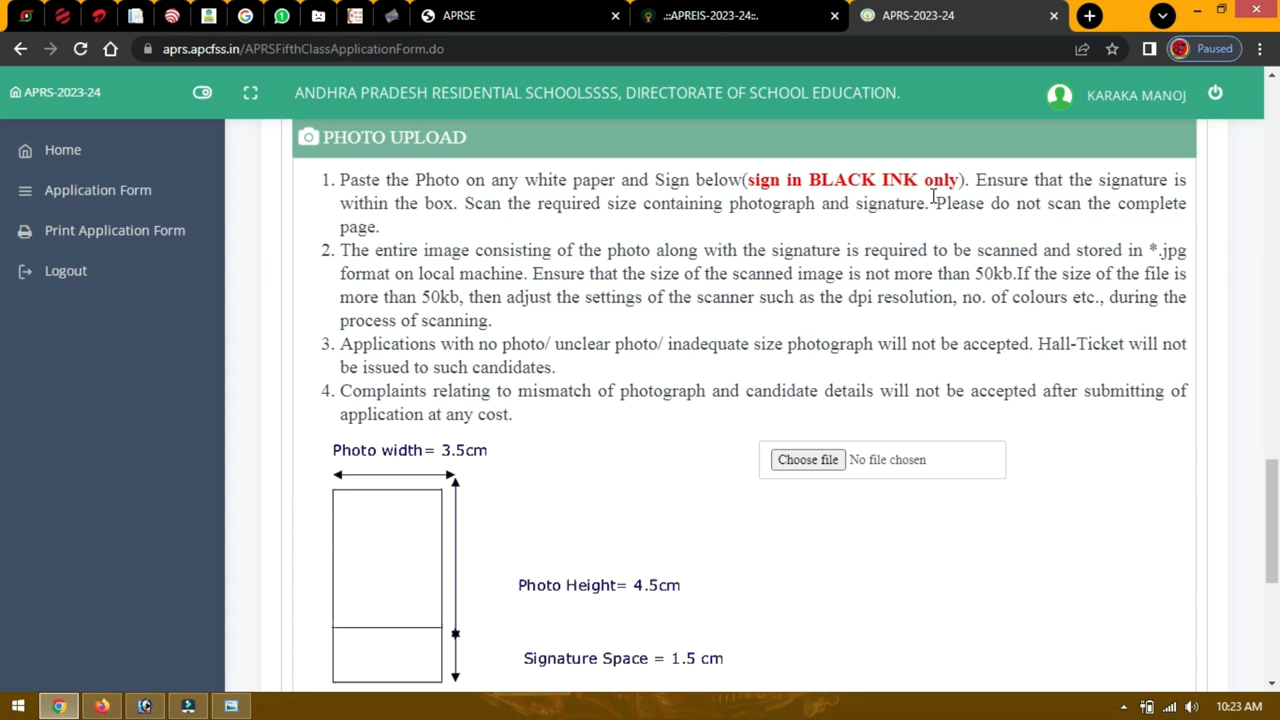 APRSE
.::APREIS-2023-24::.
APRS-2023-24
aprs.apcfss.in/APRSFifthClassApplicationForm.do
Paused
APRS-2023-24
ANDHRA PRADESH RESIDENTIAL SCHOOLSSSS, DIRECTORATE OF SCHOOL EDUCATION.
KARAKA MANOJ
Home
Application Form
Print Application Form
Logout
PHOTO UPLOAD
1. Paste the Photo on any white paper and Sign below(sign in BLACK INK only). Ensure that the signature is
within the box. Scan the required size containing photograph and signature. Please do not scan the complete
page.
2. The entire image consisting of the photo along with the signature is required to be scanned and stored in *.jpg
format on local machine. Ensure that the size of the scanned image is not more than 50kb.If the size of the file is
more than 50kb, then adjust the settings of the scanner such as the dpi resolution, no. of colours etc., during the
process of scanning.
3. Applications with no photo/ unclear photo/ inadequate size photograph will not be accepted. Hall-Ticket will not
be issued to such candidates.
4. Complaints relating to mismatch of photograph and candidate details will not be accepted after submitting of
application at any cost.
Photo width= 3.5cm
Choose file No file chosen
Photo Height= 4.5cm
Signature Space = 1.5 cm
10:23 AM